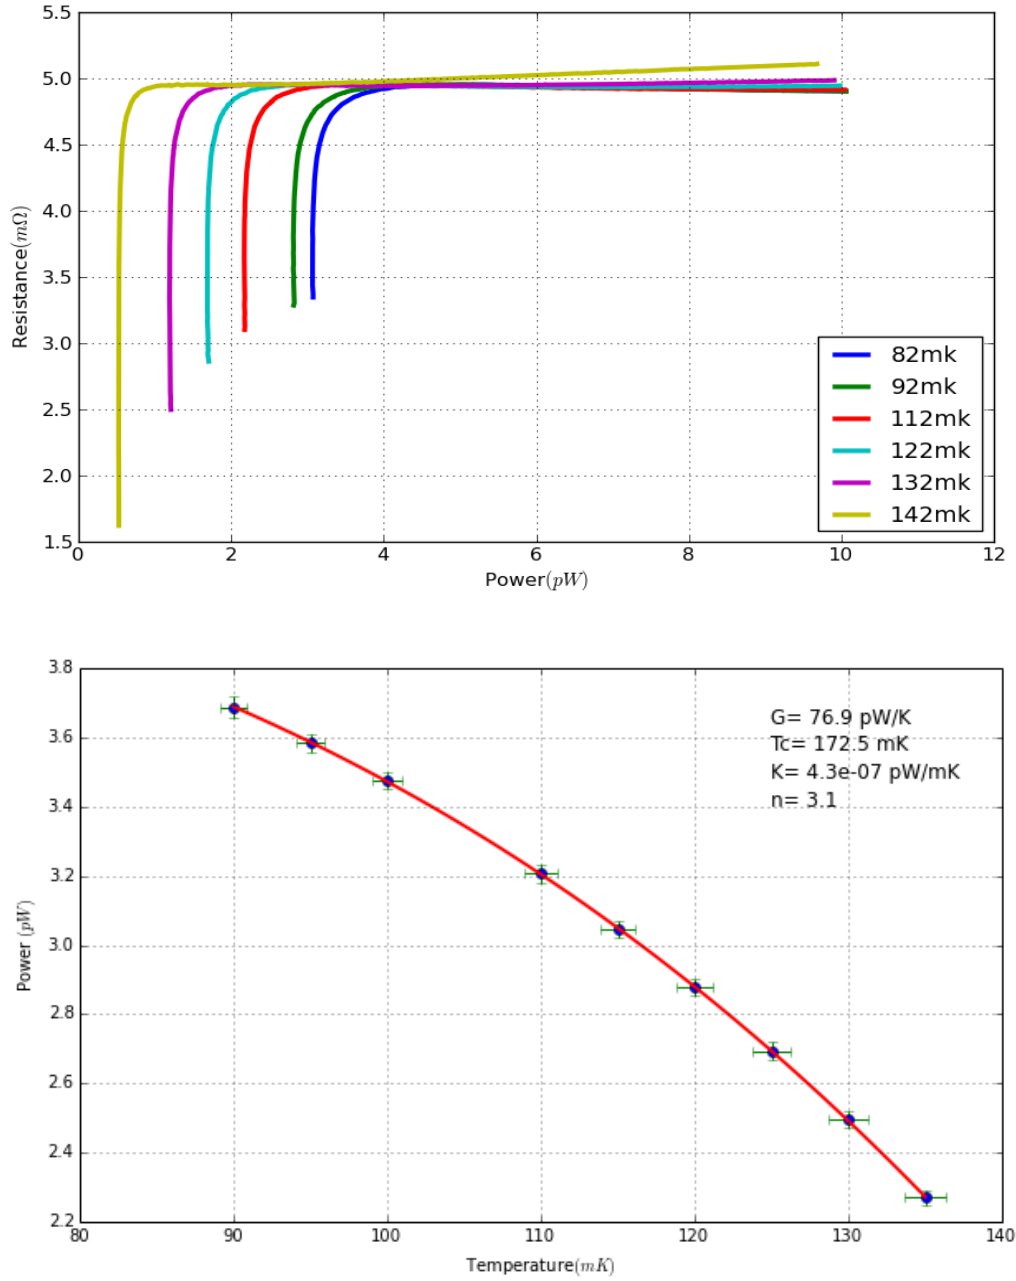 5.5
5.0
4.5
4.0
3.5
3.0
2.5
2.0
1.5
Resistance(mΩ)
82mk
92mk
112mk
122mk
132mk
142mk
0 2 4 6 8 10 12
Power(pW)
3.8
3.6
3.4
3.2
3.0
2.8
2.6
2.4
2.2
Power (pW)
G= 76.9 pW/K
Tc= 172.5 mK
K= 4.3e-07 pW/mK
n= 3.1
80 90 100 110 120 130 140
Temperature(mK)